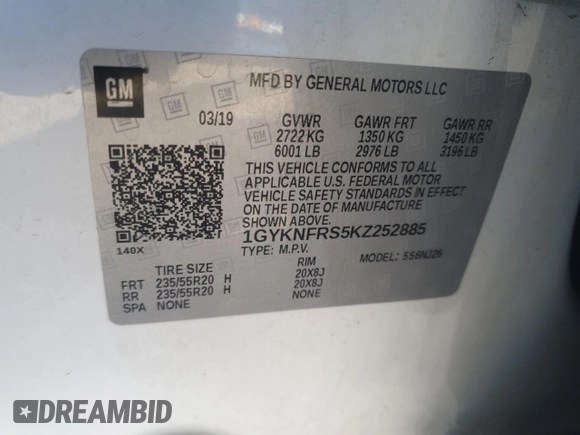 GM
MFD BY GENERAL MOTORS LLC
03/19 GVWR GAWR FRT GAWR RR
2722 KG 1350 KG 1450 KG
6001 LB 2976 LB 3196 LB
THIS VEHICLE CONFORMS TO ALL
APPLICABLE U.S. FEDERAL MOTOR
VEHICLE SAFETY STANDARDS IN EFFECT
ON THE DATE OF MANUFACTURE
SHOWN ABOVE.
140X 1GYKNFRS5KZ252885
TYPE: M.P.V. MODEL: 556NJ26
TIRE SIZE RIM
FRT 235/55R20 H 20X8J
RR 235/55R20 H 20X8J
SPA NONE NONE
#DREAMBID